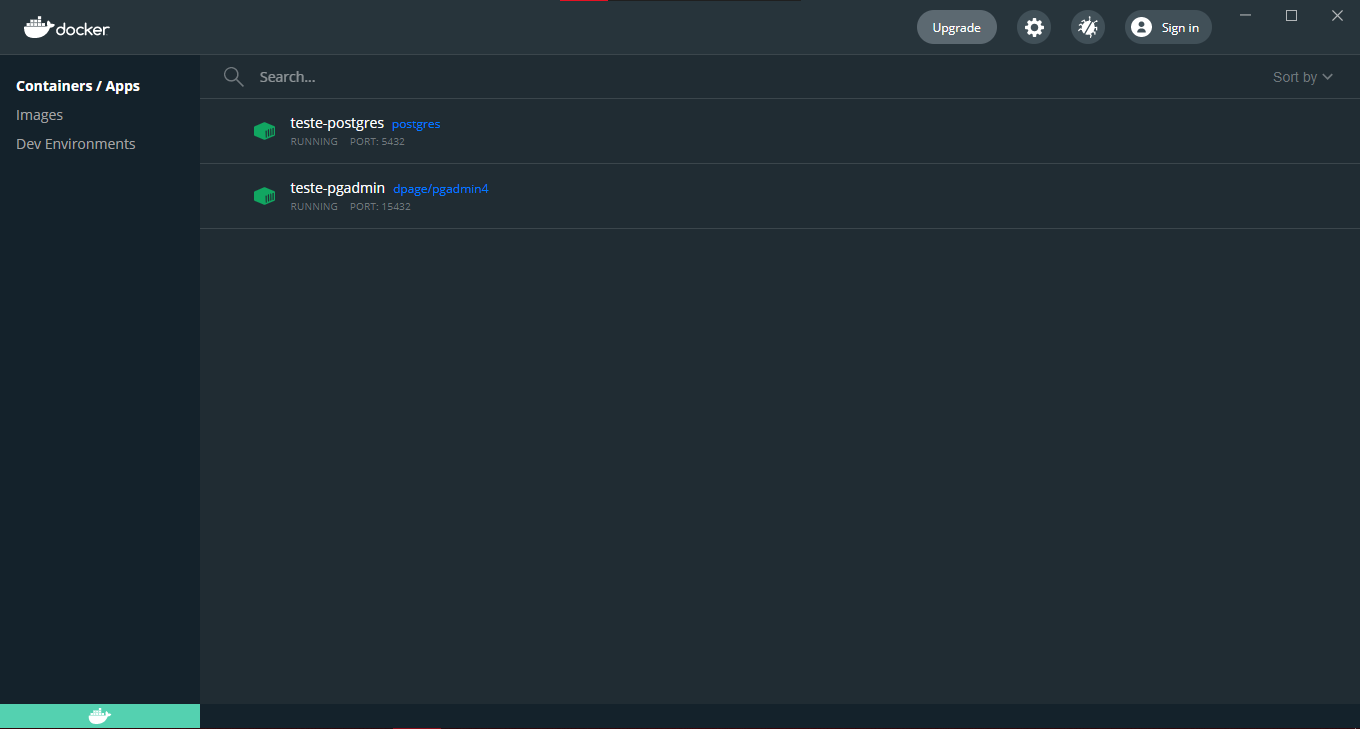 docker
Upgrade
Sign in
Containers / Apps
Images
Dev Environments
Search...
Sort by
teste-postgres postgres
RUNNING PORT: 5432
teste-pgadmin dpage/pgadmin4
RUNNING PORT: 15432